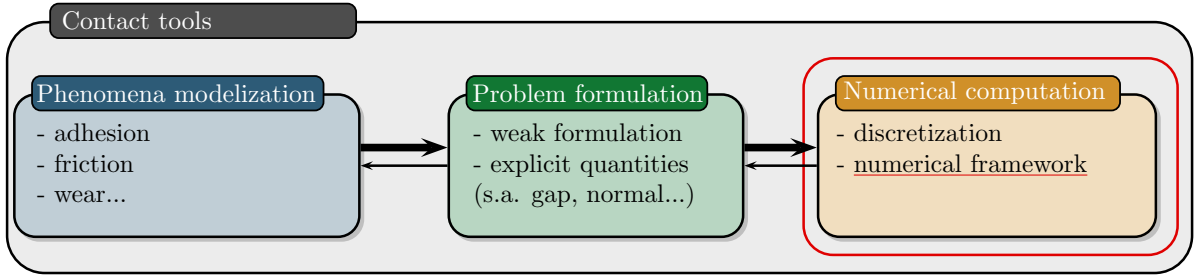 Contact tools
Phenomena modelization
- adhesion
- friction
- wear...
Problem formulation
- weak formulation
- explicit quantities
(s.a. gap, normal...)
Numerical computation
- discretization
- numerical framework